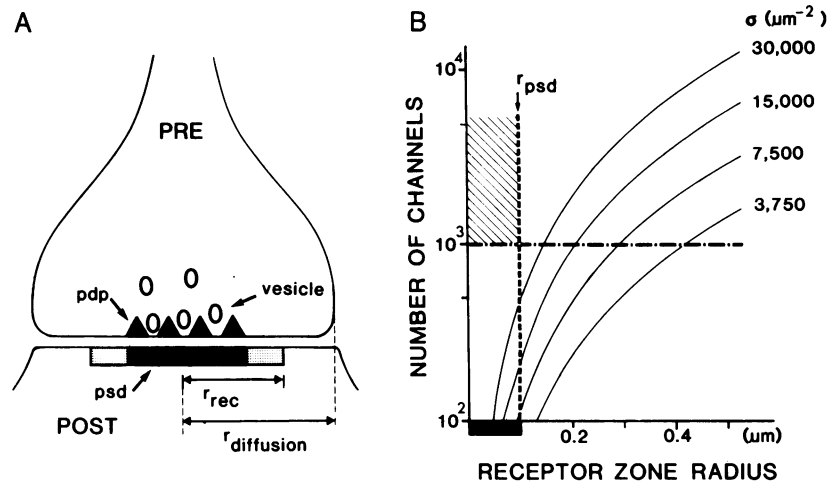 A
PRE
pdp
vesicle
psd
r_rec
POST
r_diffusion
B
σ (μm⁻²)
30,000
15,000
7,500
3,750
r_psd
NUMBER OF CHANNELS
10⁴
10³
10²
0.2
0.4
(μm)
RECEPTOR ZONE RADIUS